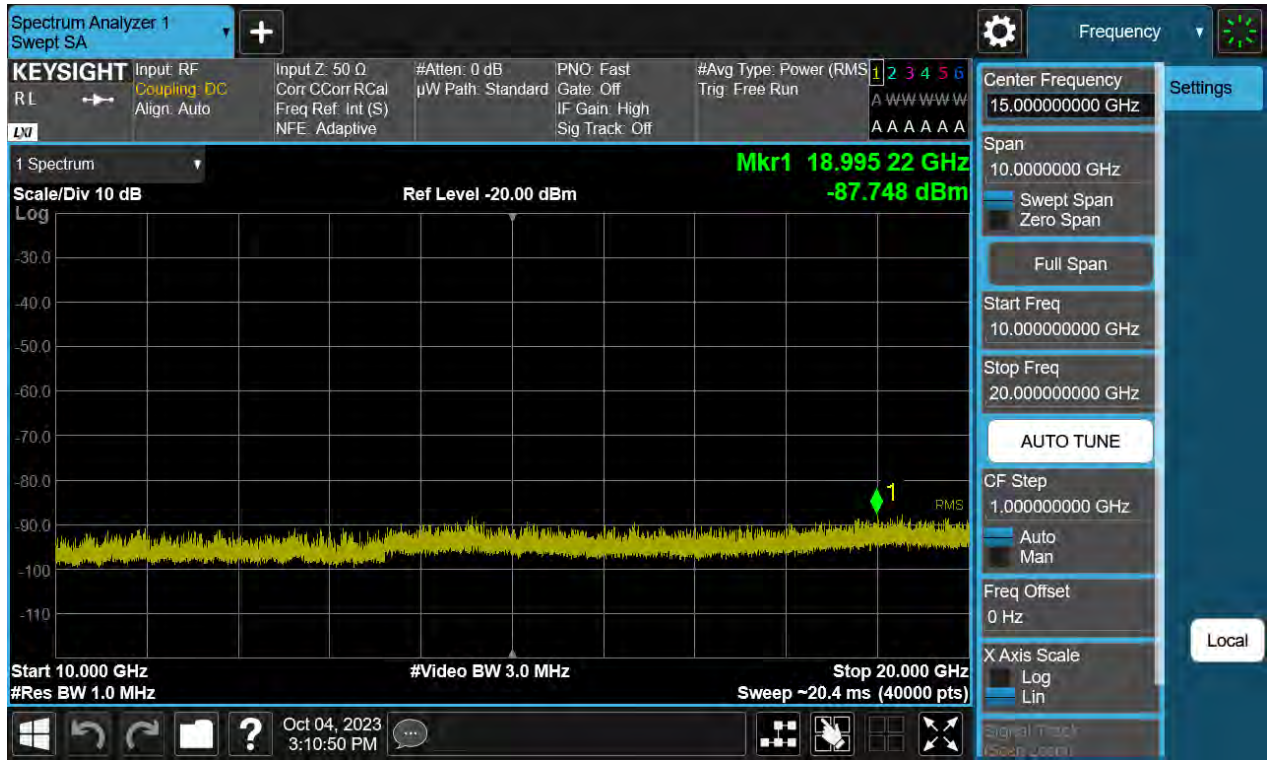 Spectrum Analyzer 1
Swept SA
+
Frequency
KEYSIGHT
RL
LXI
Input: RF
Coupling: DC
Align: Auto
Input Z: 50 Ω
Corr CCorr RCal
Freq Ref: Int (S)
NFE: Adaptive
#Atten: 0 dB
µW Path: Standard
PNO: Fast
Gate: Off
IF Gain: High
Sig Track: Off
#Avg Type: Power (RMS
Trig: Free Run
1 2 3 4 5 6
A W W W W W
A A A A A A
Center Frequency
15.000000000 GHz
Settings
1 Spectrum
Mkr1 18.995 22 GHz
Scale/Div 10 dB
Ref Level -20.00 dBm
-87.748 dBm
Log
-30.0
-40.0
-50.0
-60.0
-70.0
-80.0
-90.0
-100
-110
1
RMS
Start 10.000 GHz
#Video BW 3.0 MHz
Stop 20.000 GHz
#Res BW 1.0 MHz
Sweep ~20.4 ms (40000 pts)
Span
10.0000000 GHz
Swept Span
Zero Span
Full Span
Start Freq
10.000000000 GHz
Stop Freq
20.000000000 GHz
AUTO TUNE
CF Step
1.000000000 GHz
Auto
Man
Freq Offset
0 Hz
X Axis Scale
Log
Lin
Signal Track
(Span Zoom)
Local
?
Oct 04, 2023
3:10:50 PM